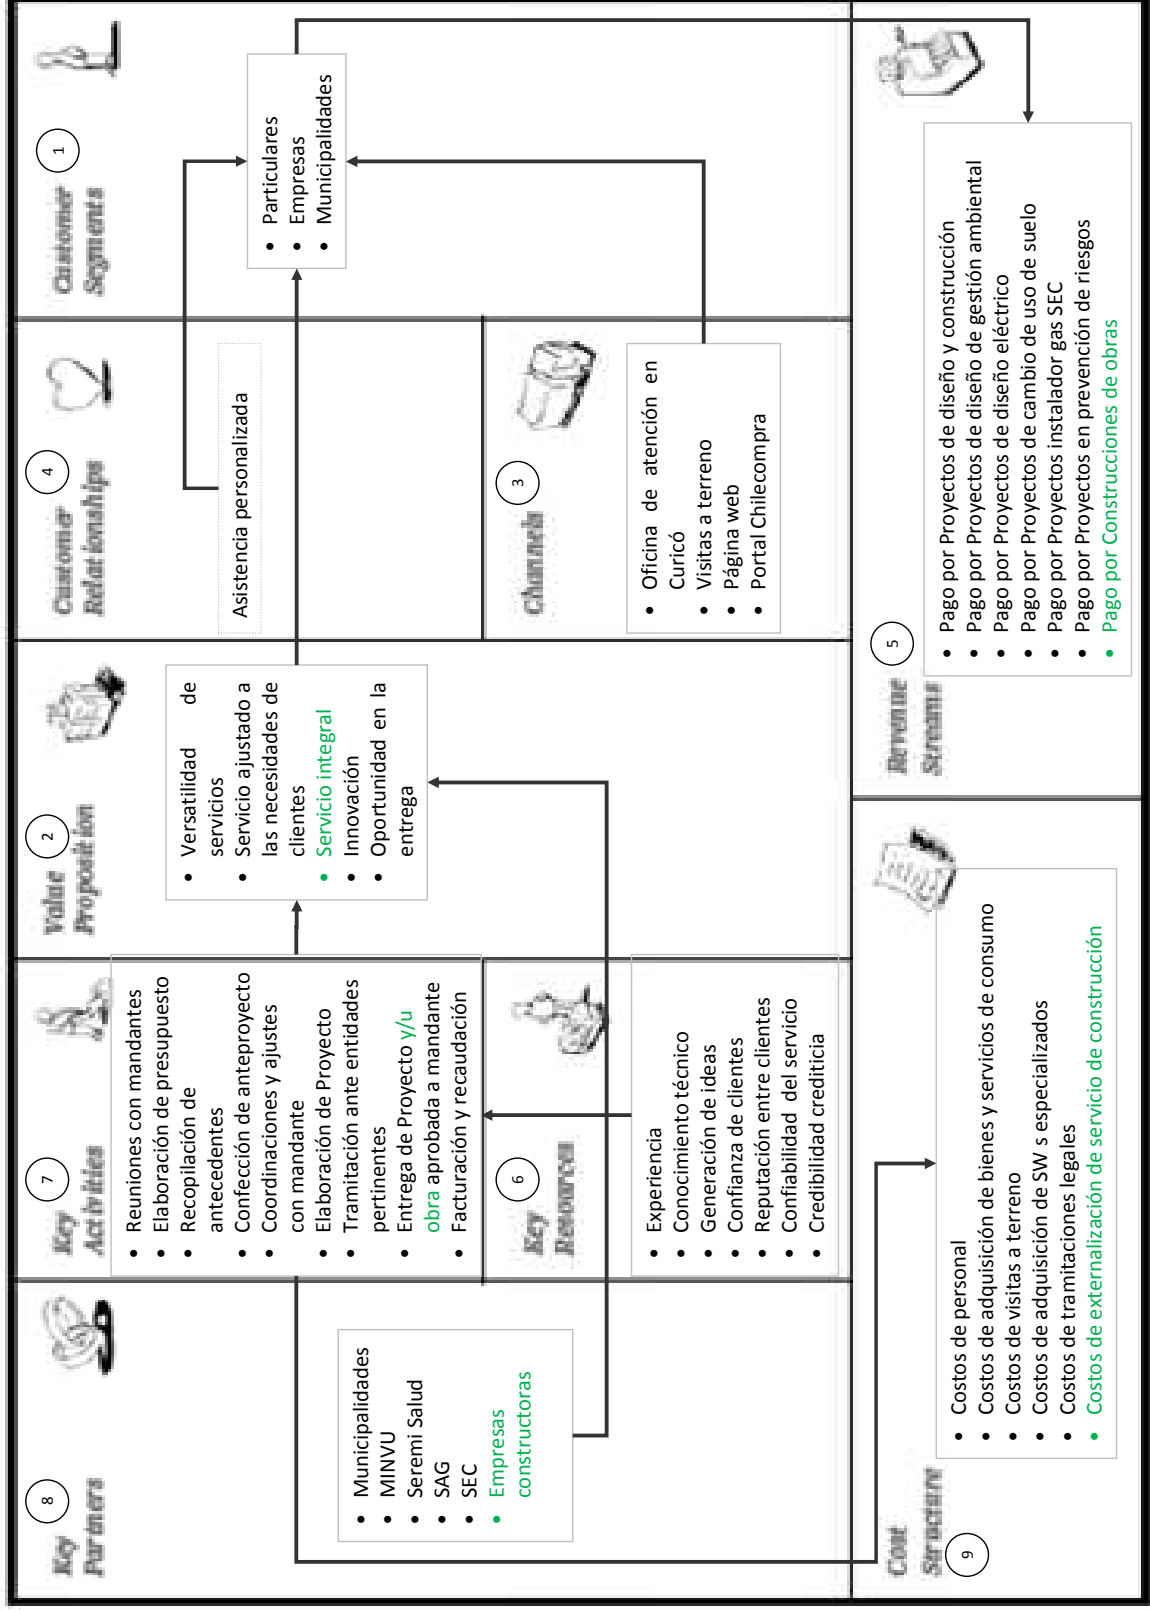 Key
Partners
8
• Municipalidades
• MINVU
• Seremi Salud
• SAG
• SEC
• Empresas
constructoras
Key
Activities
7
• Reuniones con mandantes
• Elaboración de presupuesto
• Recopilación de
antecedentes
• Confección de anteproyecto
• Coordinaciones y ajustes
con mandante
• Elaboración de Proyecto
• Tramitación ante entidades
pertinentes
• Entrega de Proyecto y/u
obra aprobada a mandante
• Facturación y recaudación
Key
Resources
6
• Experiencia
• Conocimiento técnico
• Generación de ideas
• Confianza de clientes
• Reputación entre clientes
• Confiabilidad del servicio
• Credibilidad crediticia
Value
Proposition
2
• Versatilidad de
servicios
• Servicio ajustado a
las necesidades de
clientes
• Servicio integral
• Innovación
• Oportunidad en la
entrega
Customer
Relationships
4
Asistencia personalizada
Channels
3
• Oficina de atención en
Curicó
• Visitas a terreno
• Página web
• Portal Chilecompra
Customer
Segments
1
• Particulares
• Empresas
• Municipalidades
Cost
Structure
9
• Costos de personal
• Costos de adquisición de bienes y servicios de consumo
• Costos de visitas a terreno
• Costos de adquisición de SW s especializados
• Costos de tramitaciones legales
• Costos de externalización de servicio de construcción
Revenue
Streams
5
• Pago por Proyectos de diseño y construcción
• Pago por Proyectos de diseño de gestión ambiental
• Pago por Proyectos de diseño eléctrico
• Pago por Proyectos de cambio de uso de suelo
• Pago por Proyectos instalador gas SEC
• Pago por Proyectos en prevención de riesgos
• Pago por Construcciones de obras